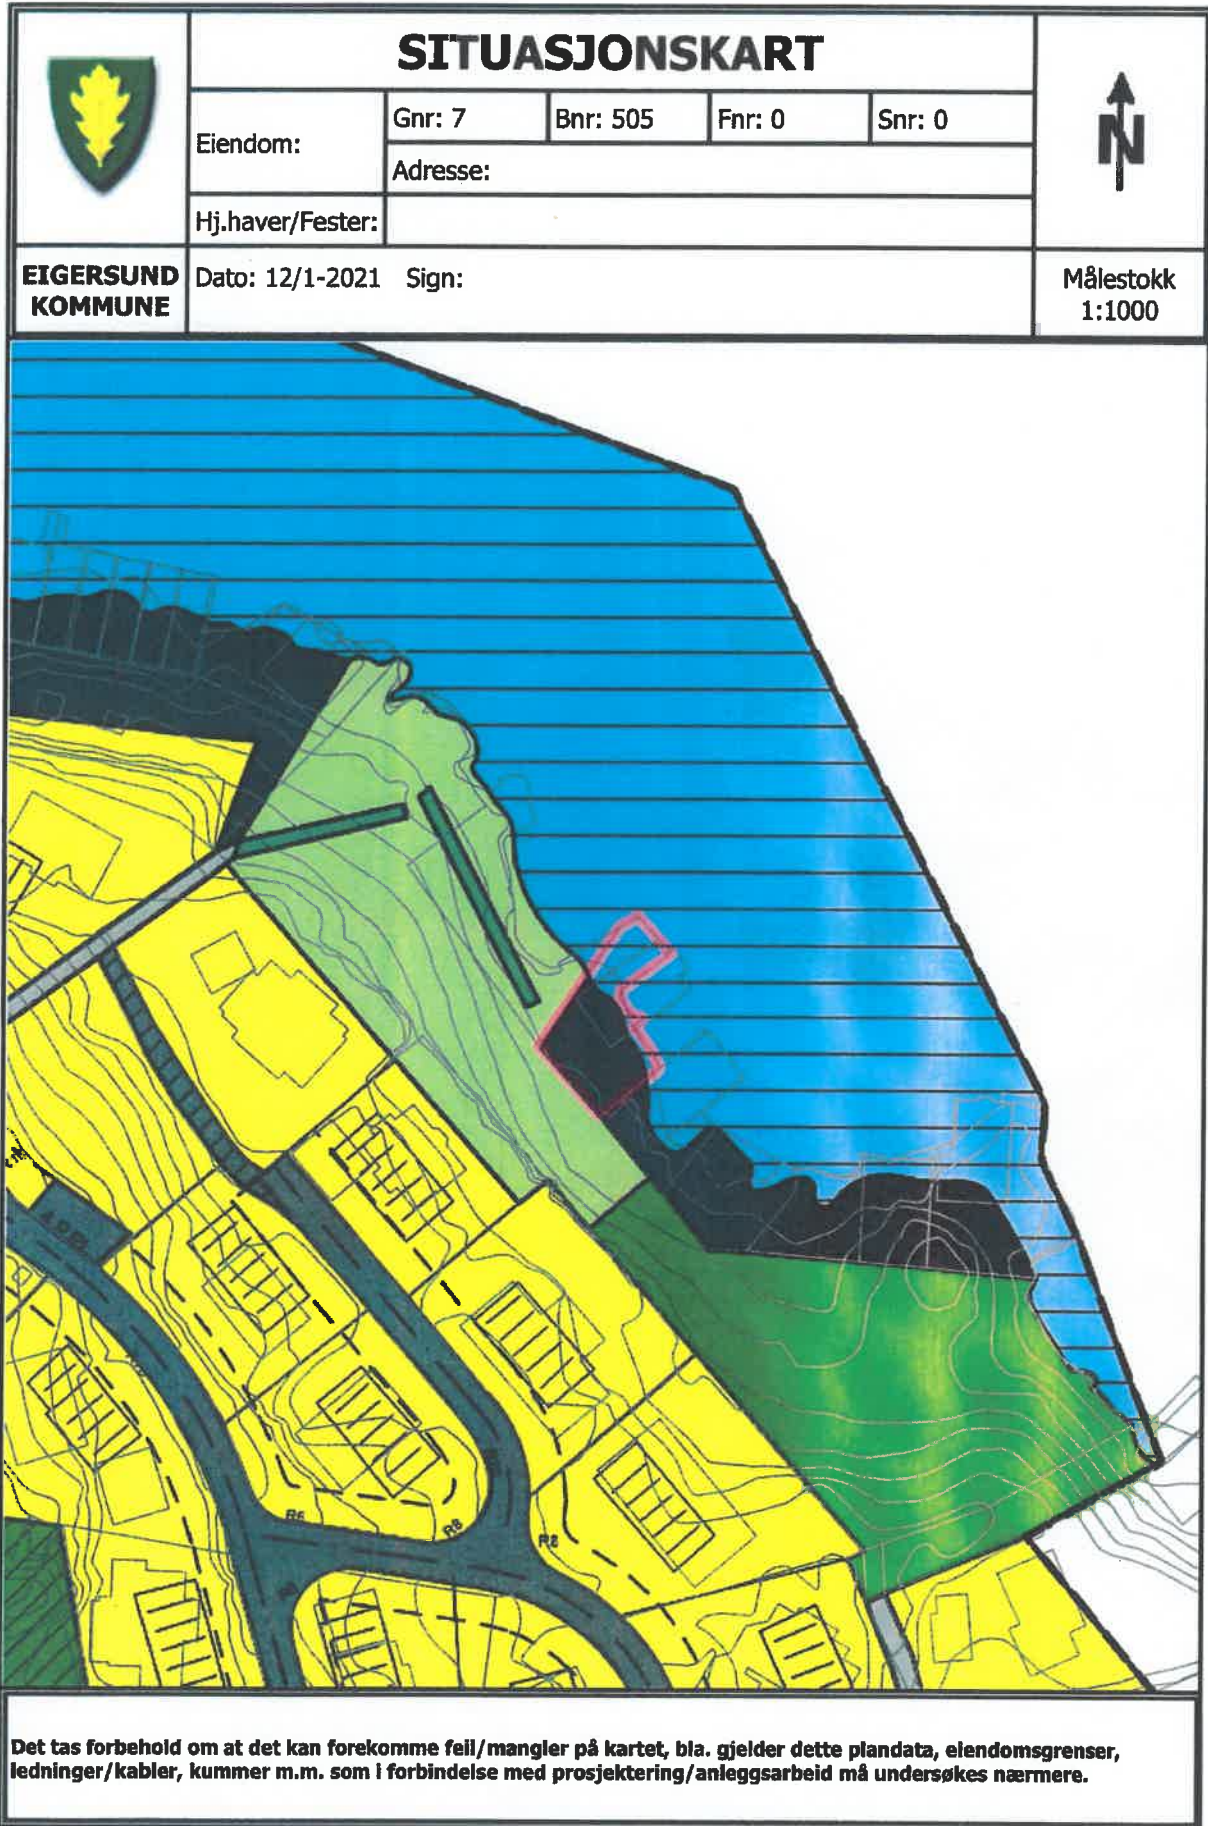 SITUASJONSKART
Eiendom:
Gnr: 7
Bnr: 505
Fnr: 0
Snr: 0
Adresse:
Hj.haver/Fester:
N
EIGERSUND
KOMMUNE
Dato: 12/1-2021 Sign:
Målestokk
1:1000
R6
R8
R8
Det tas forbehold om at det kan forekomme feil/mangler på kartet, bla. gjelder dette plandata, eiendomsgrenser,
ledninger/kabler, kummer m.m. som i forbindelse med prosjektering/anleggsarbeid må undersøkes nærmere.